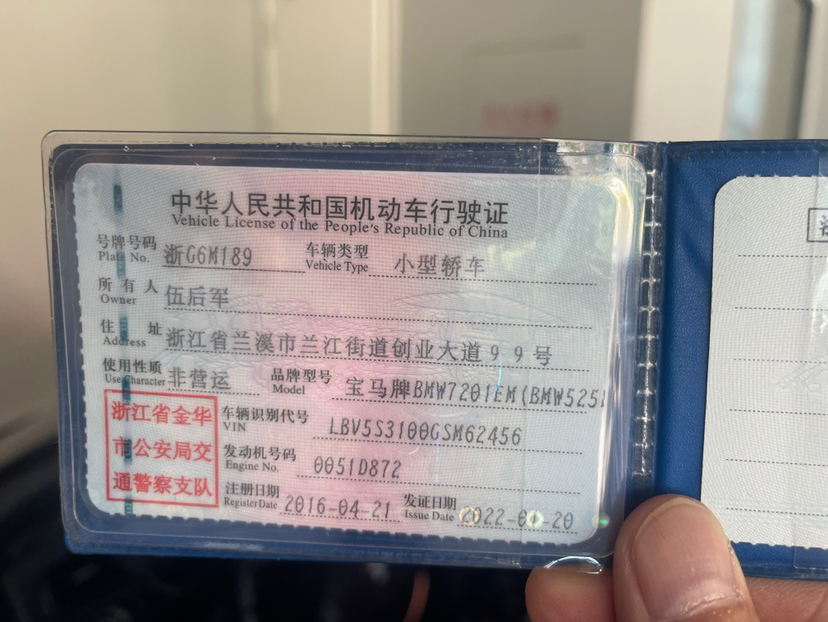 中华人民共和国机动车行驶证
Vehicle License of the People's Republic of China
号牌号码 浙G6M189 车辆类型 小型轿车
Plate No. Vehicle Type
所有人 伍后军
Owner
住址 浙江省兰溪市兰江街道创业大道99号
Address
使用性质 非营运 品牌型号 宝马牌BMW7201EM(BMW525
Use Character Model
浙江省金华
市公安局交
通警察支队
车辆识别代号 LBV5S3100GSM62456
VIN
发动机号码 0051D872
Engine No.
注册日期 2016-04-21 发证日期
Register Date Issue Date